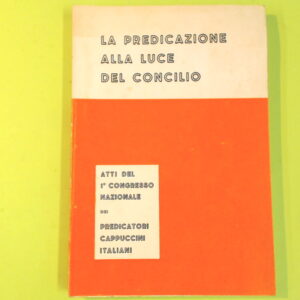 LA PREDICAZIONE
ALLA LUCE
DEL CONCILIO
ATTI DEL
1° CONGRESSO
NAZIONALE
DEI
PREDICATORI
CAPPUCCINI
ITALIANI